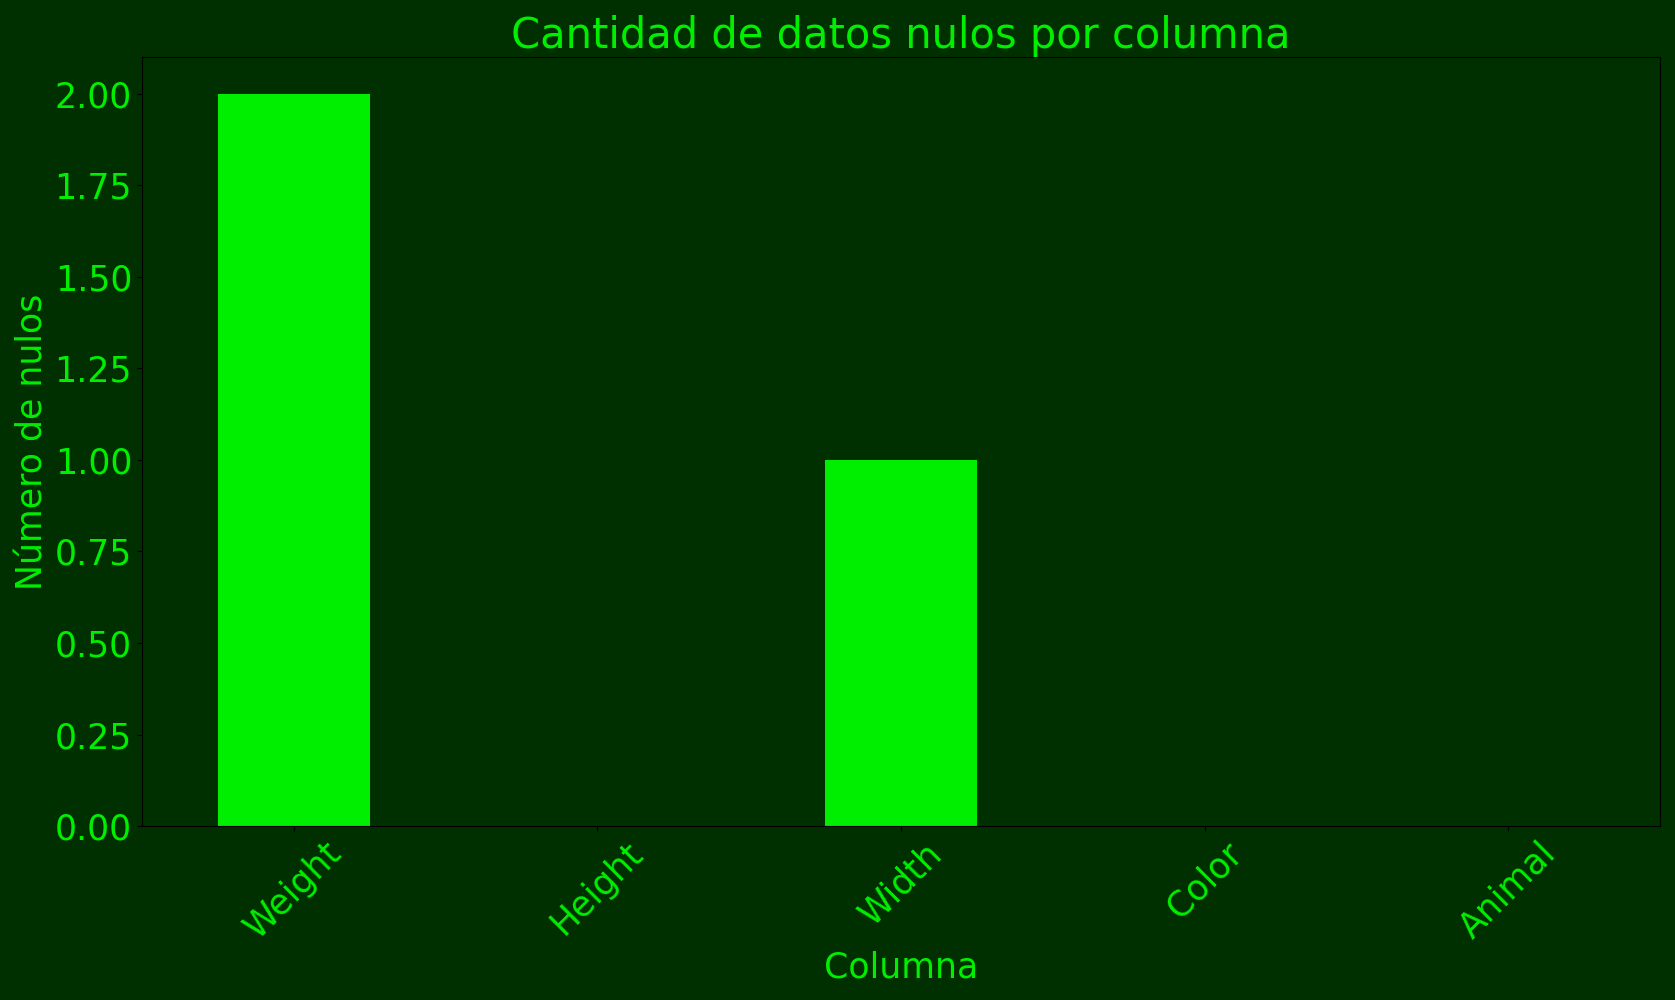 Cantidad de datos nulos por columna
Número de nulos
2.00
1.75
1.50
1.25
1.00
0.75
0.50
0.25
0.00
Weight
Height
Width
Color
Animal
Columna